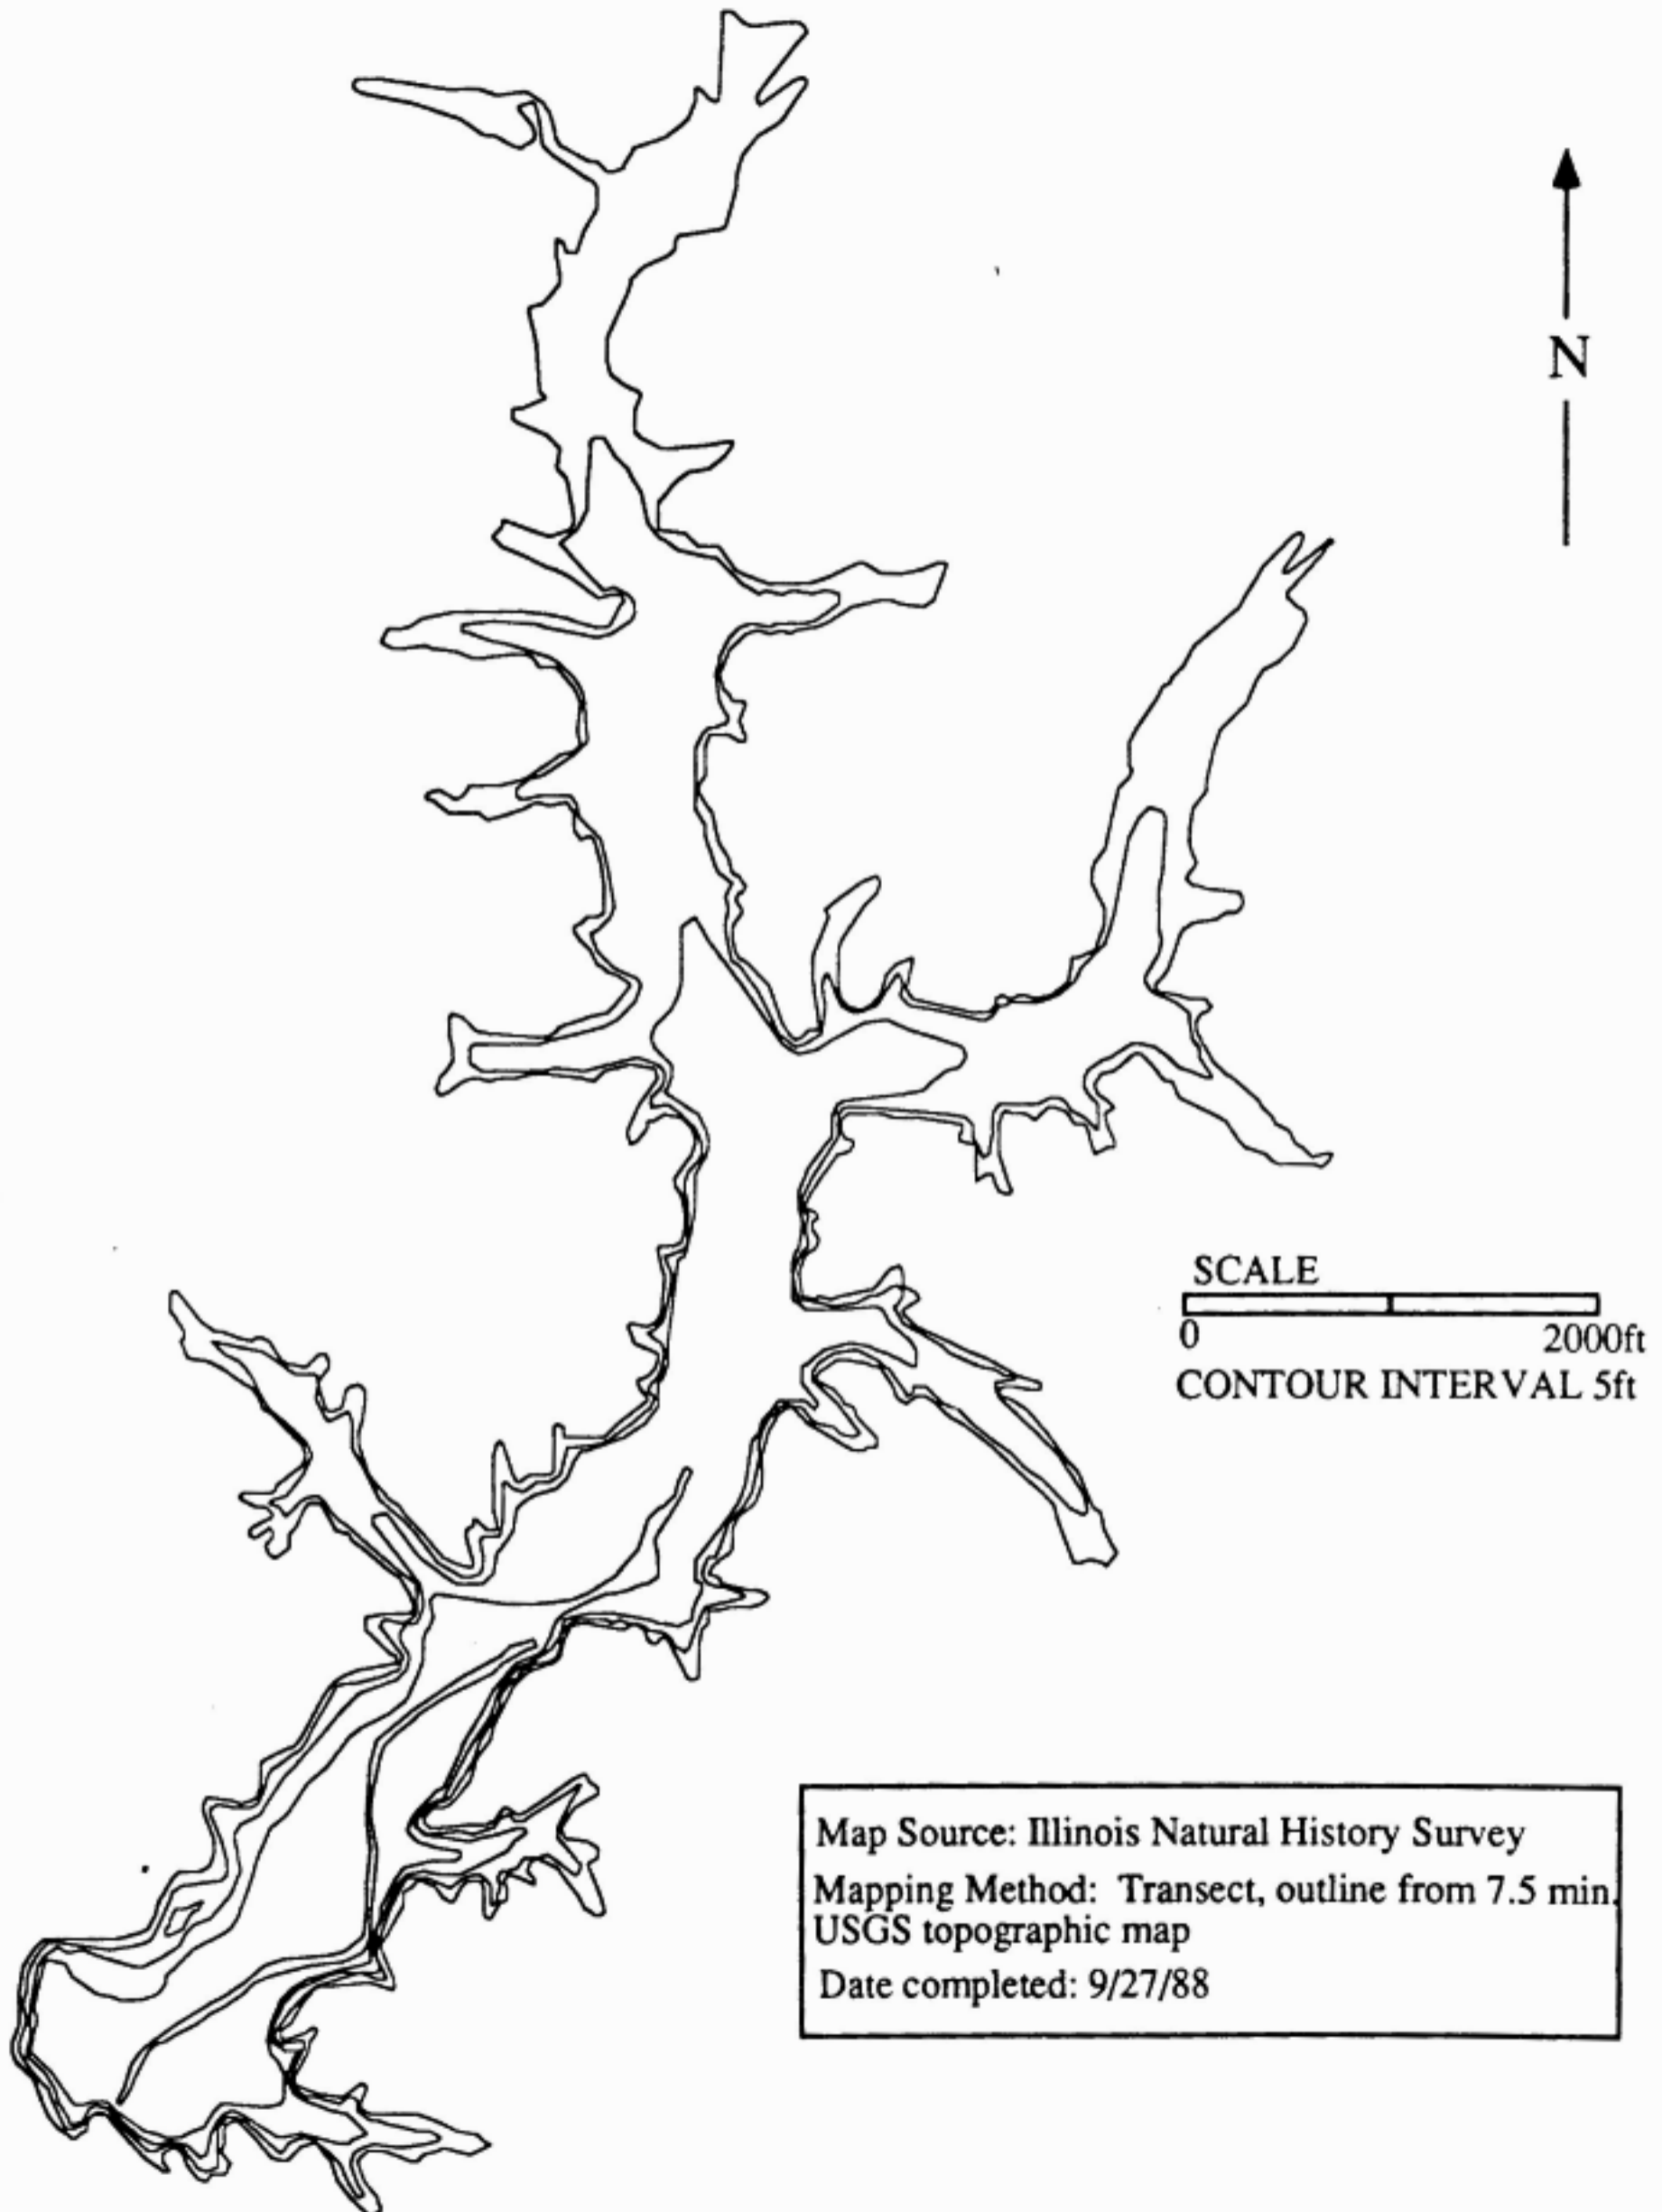 N
SCALE
0 2000ft
CONTOUR INTERVAL 5ft
Map Source: Illinois Natural History Survey
Mapping Method: Transect, outline from 7.5 min.
USGS topographic map
Date completed: 9/27/88